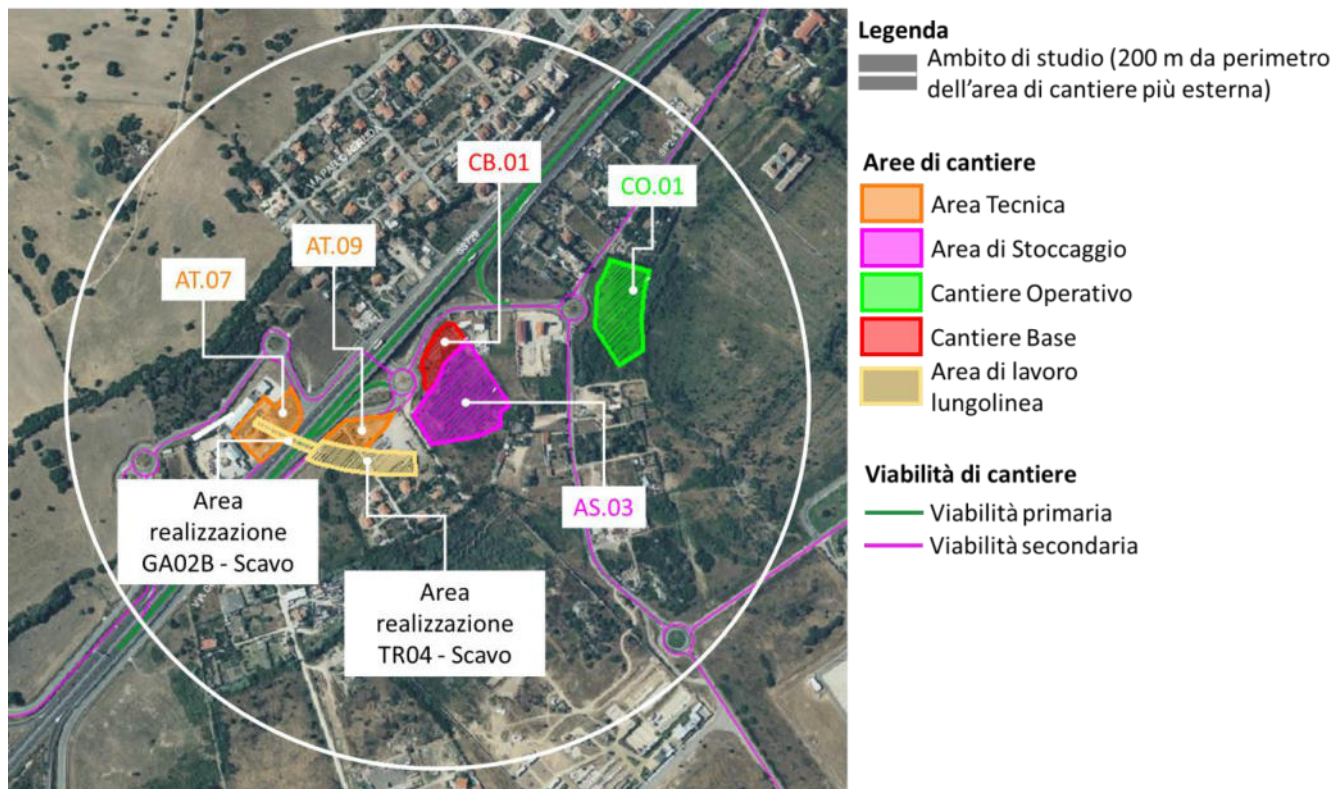 CB.01
CO.01
AT.09
AT.07
AS.03
Area
realizzazione
GA02B - Scavo
Area
realizzazione
TR04 - Scavo
Legenda
Ambito di studio (200 m da perimetro
dell'area di cantiere più esterna)
Aree di cantiere
Area Tecnica
Area di Stoccaggio
Cantiere Operativo
Cantiere Base
Area di lavoro
lungolinea
Viabilità di cantiere
Viabilità primaria
Viabilità secondaria